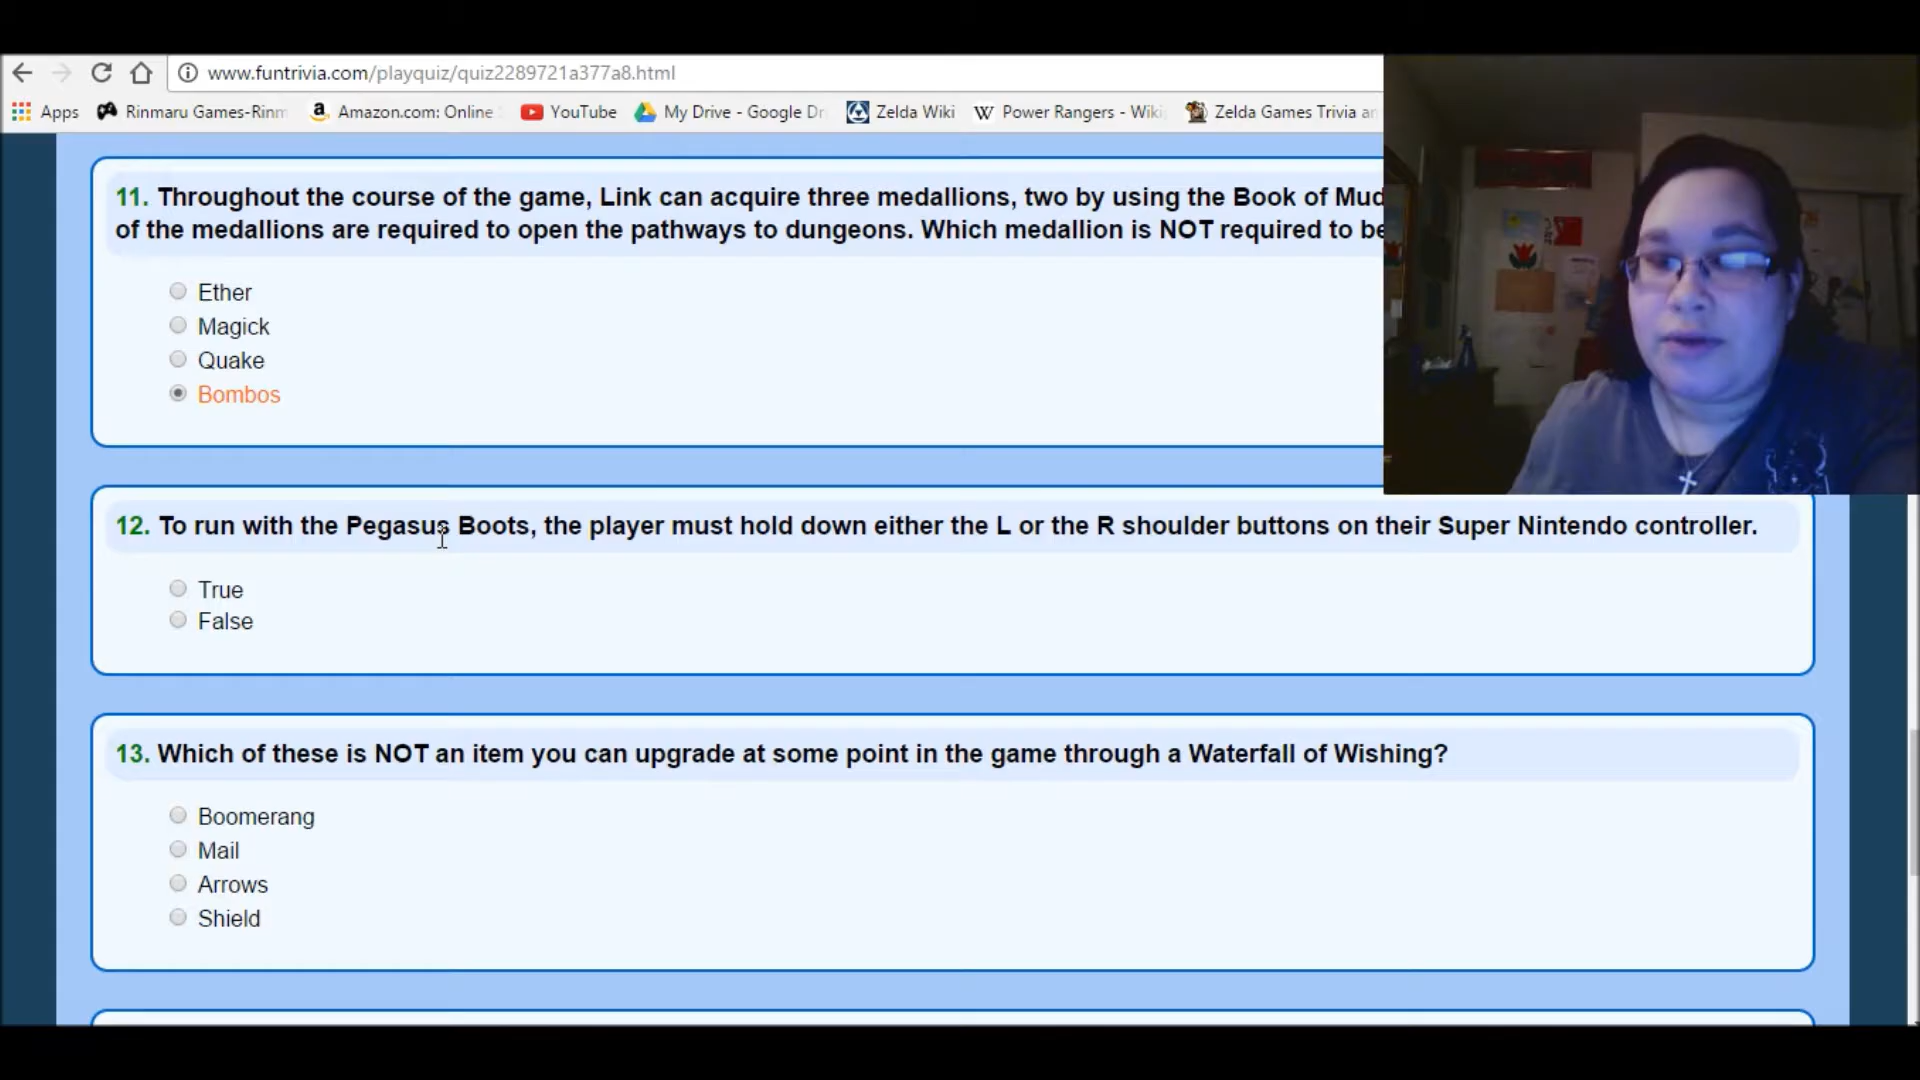 www.funtrivia.com/playquiz/quiz2289721a377a8.html
Apps Rinmaru Games-Rinm Amazon.com: Online YouTube My Drive - Google Dr Zelda Wiki Power Rangers - Wiki Zelda Games Trivia an
11. Throughout the course of the game, Link can acquire three medallions, two by using the Book of Mud
of the medallions are required to open the pathways to dungeons. Which medallion is NOT required to be
Ether
Magick
Quake
Bombos
12. To run with the Pegasus Boots, the player must hold down either the L or the R shoulder buttons on their Super Nintendo controller.
True
False
13. Which of these is NOT an item you can upgrade at some point in the game through a Waterfall of Wishing?
Boomerang
Mail
Arrows
Shield